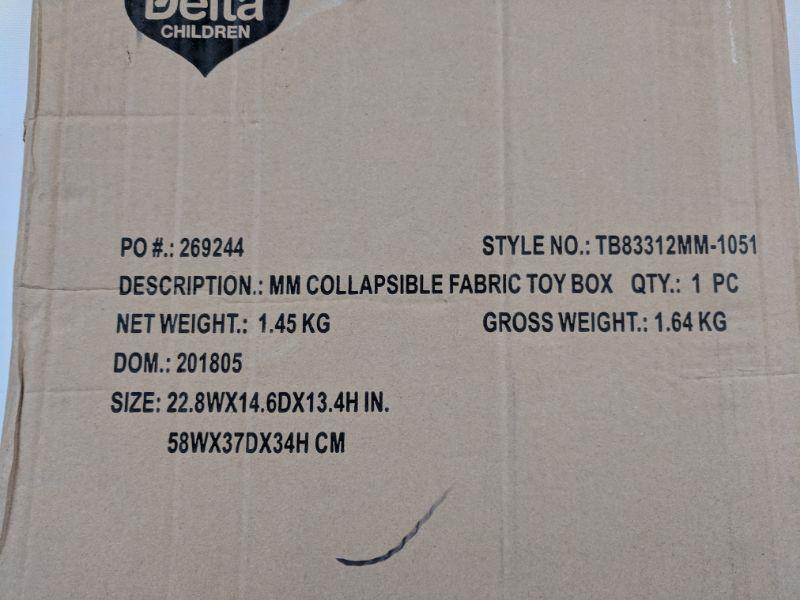 Delta
CHILDREN
PO #.: 269244 STYLE NO.: TB83312MM-1051
DESCRIPTION.: MM COLLAPSIBLE FABRIC TOY BOX QTY.: 1 PC
NET WEIGHT.: 1.45 KG GROSS WEIGHT.: 1.64 KG
DOM.: 201805
SIZE: 22.8WX14.6DX13.4H IN.
58WX37DX34H CM